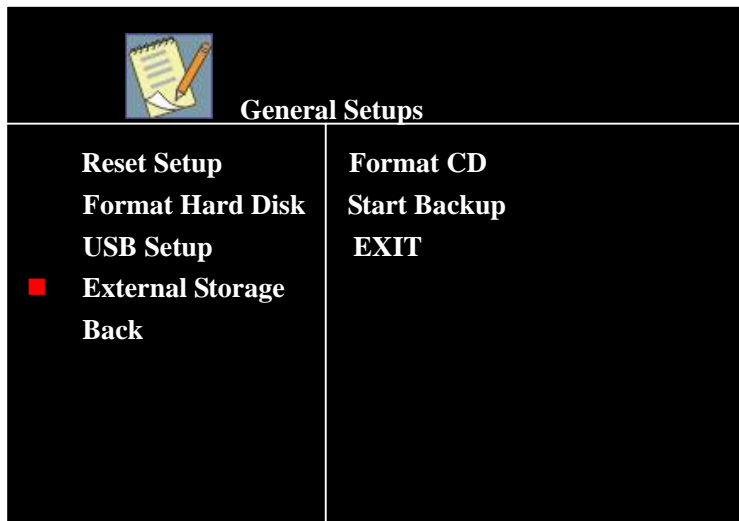 General Setups
Reset Setup
Format Hard Disk
USB Setup
External Storage
Back
Format CD
Start Backup
EXIT